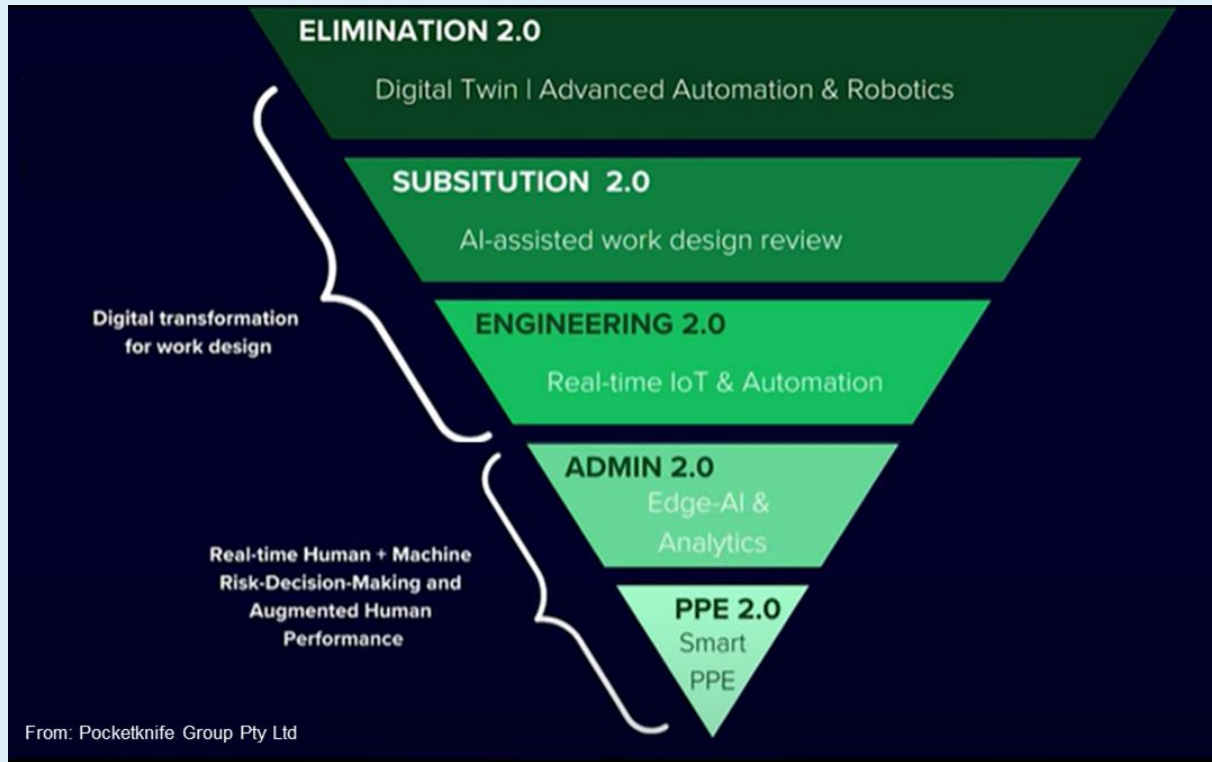 ELIMINATION 2.0
Digital Twin | Advanced Automation & Robotics
SUBSITUTION 2.0
AI-assisted work design review
ENGINEERING 2.0
Real-time IoT & Automation
Digital transformation
for work design
ADMIN 2.0
Edge-AI &
Analytics
Real-time Human + Machine
Risk-Decision-Making and
Augmented Human
Performance
PPE 2.0
Smart
PPE
From: Pocketknife Group Pty Ltd